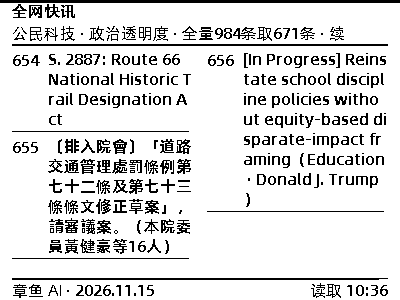 全网快讯
公民科技 · 政治透明度 · 全量984条取671条 · 续
654 S. 2887: Route 66
National Historic T
rail Designation A
ct
655 〔排入院會〕「道路
交通管理處罰條例第
七十二條及第七十三
條條文修正草案」，
請審議案。（本院委
員黃健豪等16人）
656 [In Progress] Reins
tate school discipl
ine policies witho
ut equity-based di
sparate-impact fr
aming（Education
· Donald J. Trump
）
章鱼 AI · 2026.11.15
读取 10:36